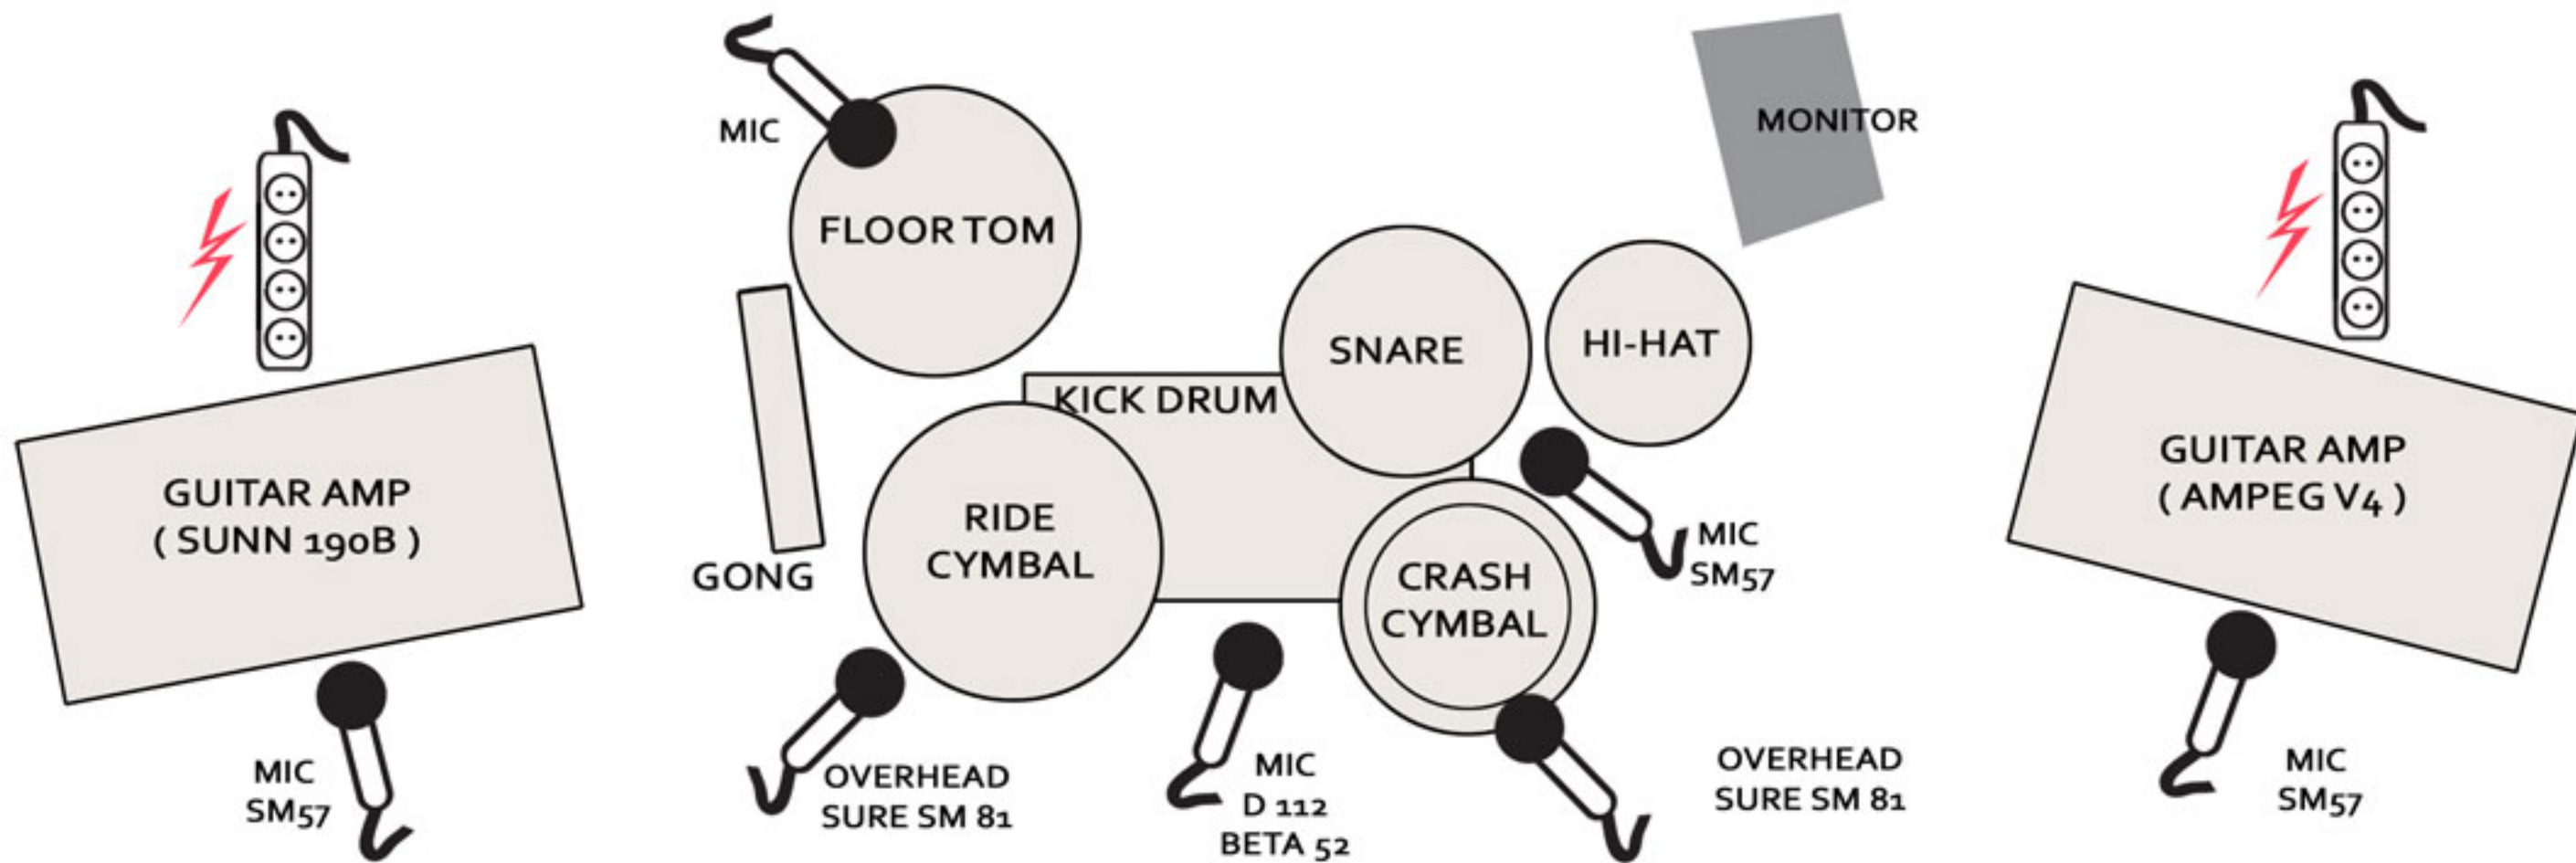 MIC
MONITOR
FLOOR TOM
SNARE
HI-HAT
KICK DRUM
GUITAR AMP
( SUNN 190B )
GONG
RIDE
CYMBAL
CRASH
CYMBAL
MIC
SM57
GUITAR AMP
( AMPEG V4 )
MIC
SM57
OVERHEAD
SURE SM 81
MIC
D 112
BETA 52
OVERHEAD
SURE SM 81
MIC
SM57